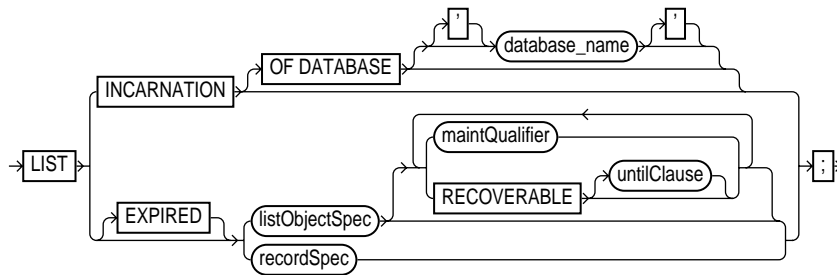 ' '
database_name
OF DATABASE
INCARNATION
maintQualifier
LIST ;
untilClause
RECOVERABLE
EXPIRED
listObjectSpec
recordSpec